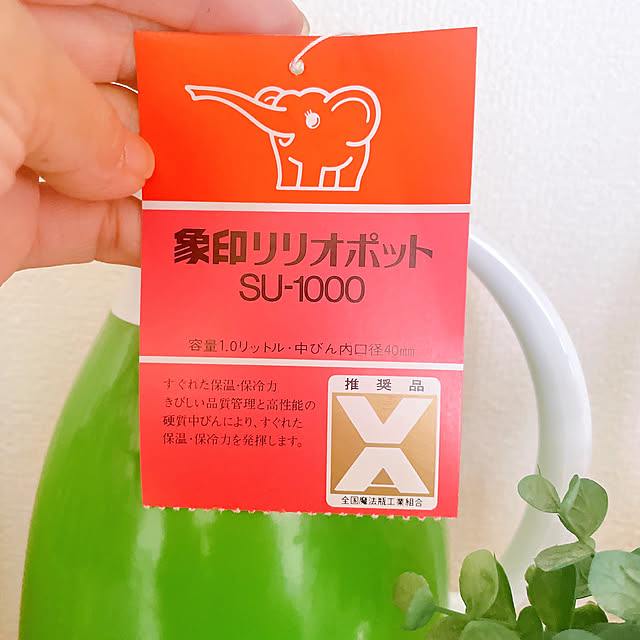 象印リリオポット
SU-1000
容量1.0リットル・中びん内口径40mm
すぐれた保温・保冷力
きびしい品質管理と高性能の
硬質中びんにより、すぐれた
保温・保冷力を発揮します。
推奨品
VA
全国魔法瓶工業組合